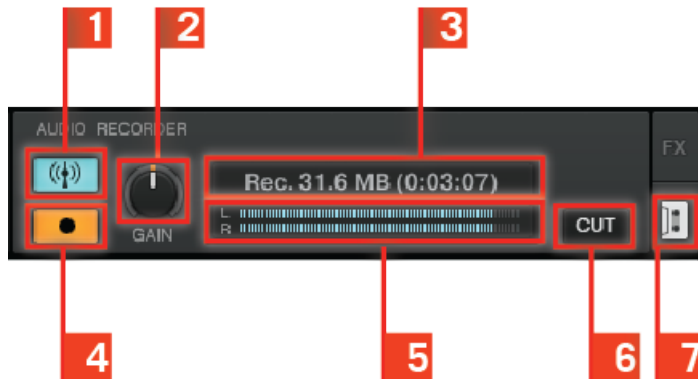 1 2 3
AUDIO RECORDER
FX
Rec. 31.6 MB (0:03:07)
L
R
GAIN
CUT
4 5 6 7